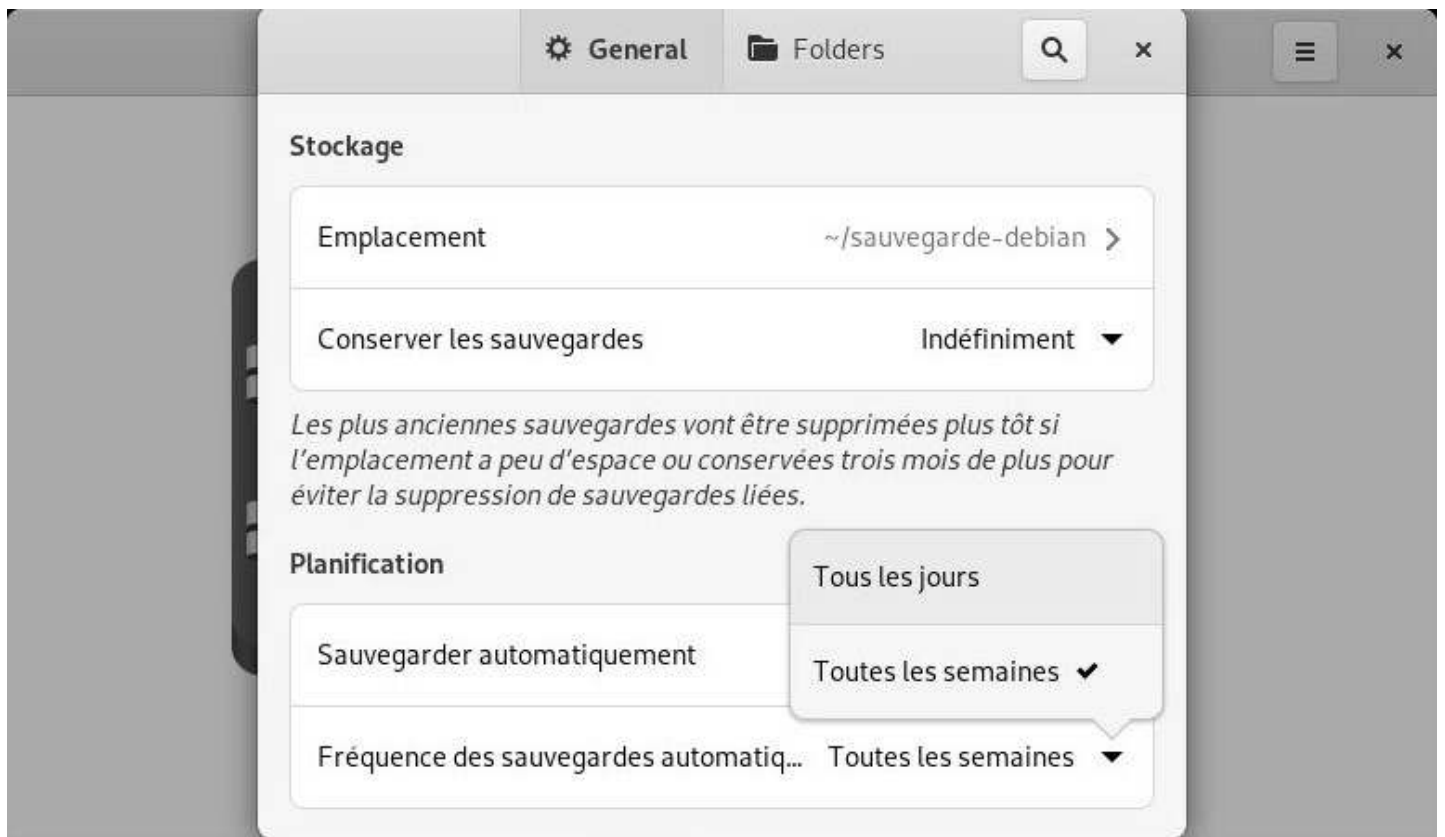 General
Folders
Stockage
Emplacement
~/sauvegarde-debian
Conserver les sauvegardes
Indéfiniment
Les plus anciennes sauvegardes vont être supprimées plus tôt si
l'emplacement a peu d'espace ou conservées trois mois de plus pour
éviter la suppression de sauvegardes liées.
Planification
Tous les jours
Sauvegarder automatiquement
Toutes les semaines
Fréquence des sauvegardes automatiq...
Toutes les semaines